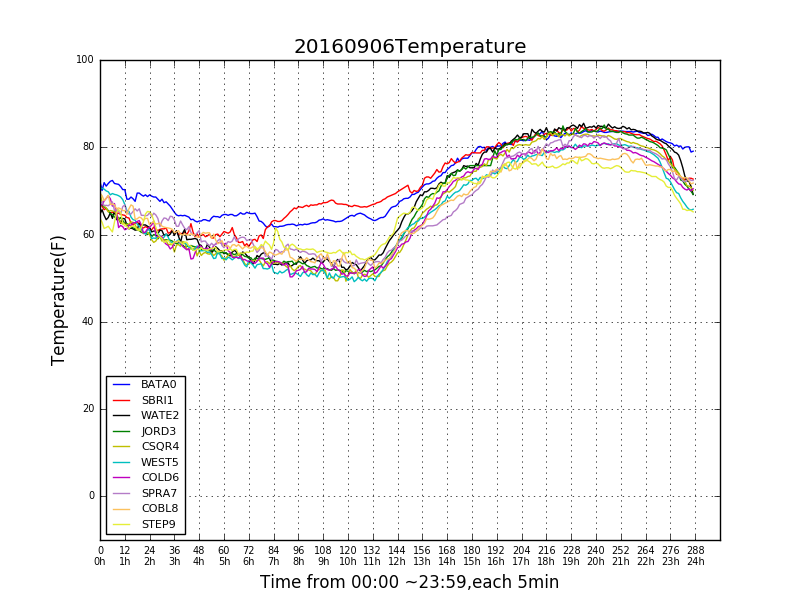 20160906Temperature
100
80
60
40
20
0
Temperature(F)
BATA0
SBRI1
WATE2
JORD3
CSQR4
WEST5
COLD6
SPRA7
COBL8
STEP9
0 12 24 36 48 60 72 84 96 108 120 132 144 156 168 180 192 204 216 228 240 252 264 276 288
0h 1h 2h 3h 4h 5h 6h 7h 8h 9h 10h 11h 12h 13h 14h 15h 16h 17h 18h 19h 20h 21h 22h 23h 24h
Time from 00:00 ~23:59,each 5min